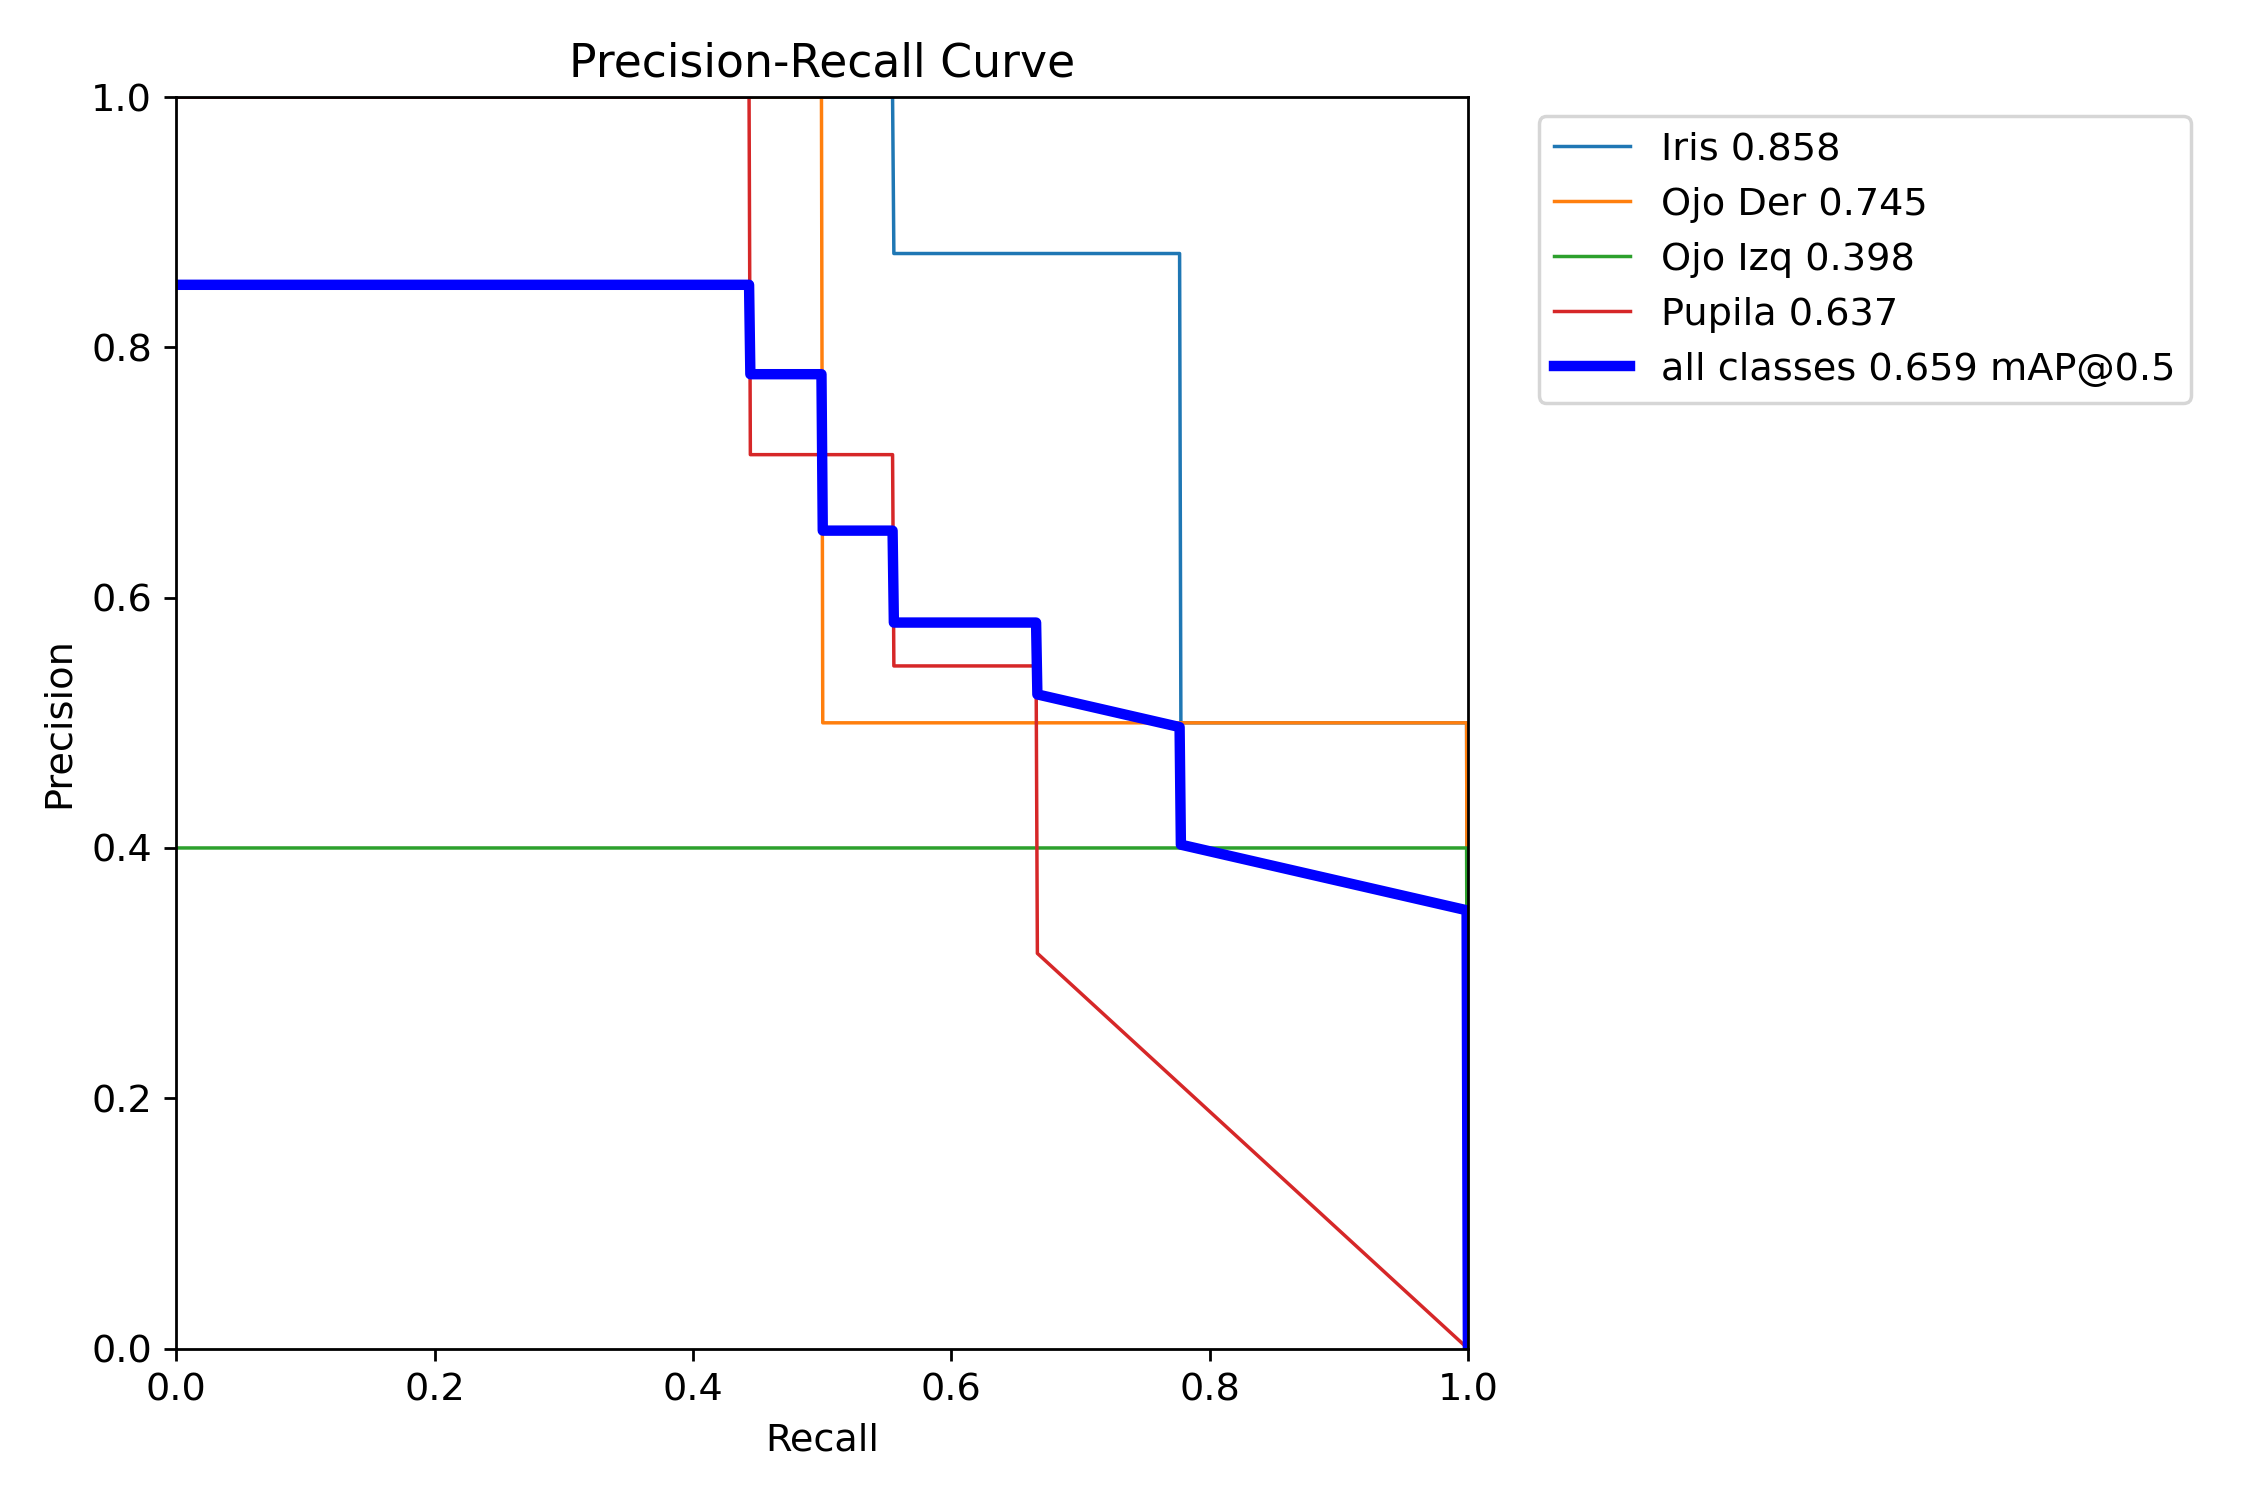 Precision-Recall Curve
1.0
0.8
0.6
0.4
0.2
0.0
Precision
0.0 0.2 0.4 0.6 0.8 1.0
Recall
Iris 0.858
Ojo Der 0.745
Ojo Izq 0.398
Pupila 0.637
all classes 0.659 mAP@0.5